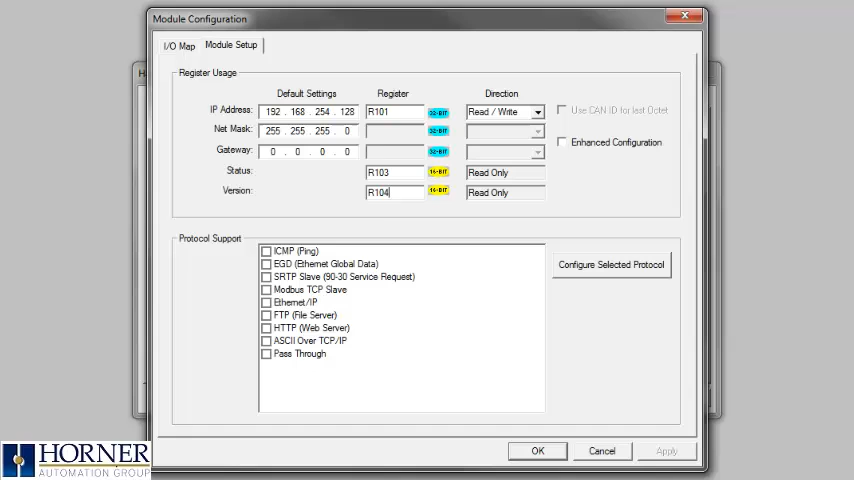 Module Configuration
I/O Map Module Setup
Register Usage
Default Settings Register Direction
IP Address: 192 . 168 . 254 . 128 R101 32-BIT Read / Write Use CAN ID for last Octet
Net Mask: 255 . 255 . 255 . 0 32-BIT
Enhanced Configuration
Gateway: 0 . 0 . 0 . 0 32-BIT
Status: R103 16-BIT Read Only
Version: R104 16-BIT Read Only
Protocol Support
ICMP (Ping)
EGD (Ethernet Global Data)
SRTP Slave (90-30 Service Request)
Modbus TCP Slave
Ethernet/IP
FTP (File Server)
HTTP (Web Server)
ASCII Over TCP/IP
Pass Through
Configure Selected Protocol
OK Cancel Apply
HORNER
AUTOMATION GROUP